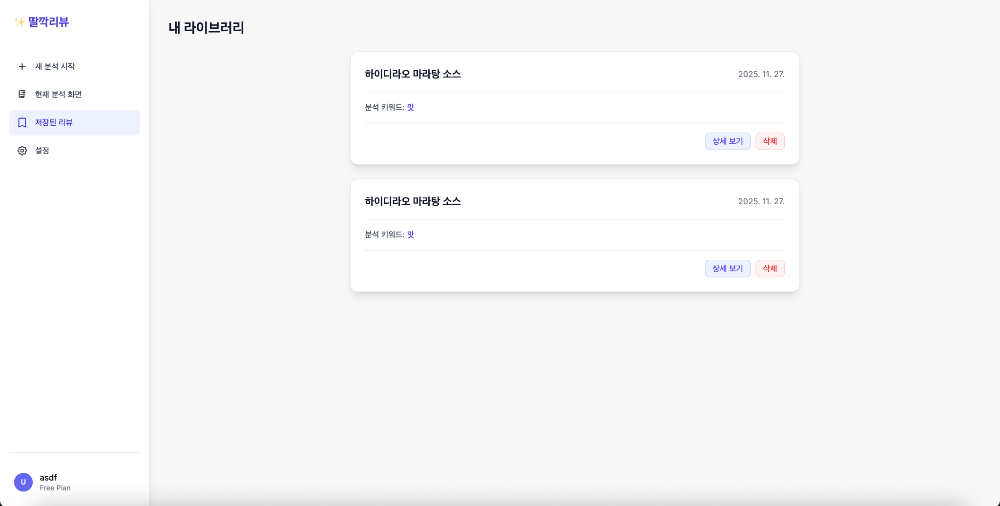 ✨ 딸깍리뷰
새 분석 시작
현재 분석 화면
저장된 리뷰
설정
asdf
U
Free Plan
내 라이브러리
하이디라오 마라탕 소스
2025. 11. 27.
분석 키워드: 맛
상세 보기
삭제
하이디라오 마라탕 소스
2025. 11. 27.
분석 키워드: 맛
상세 보기
삭제